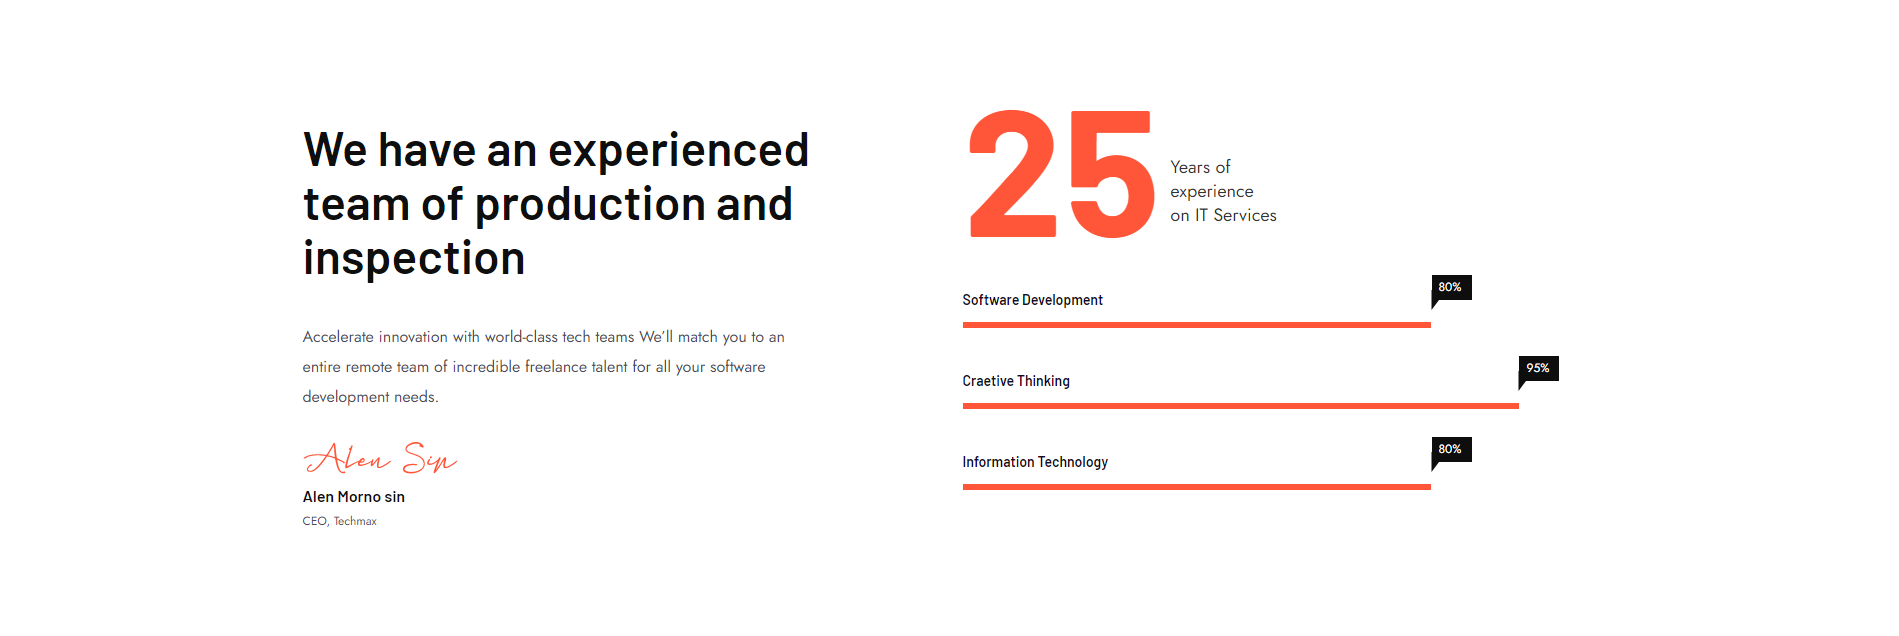 We have an experienced
team of production and
inspection
Accelerate innovation with world-class tech teams We'll match you to an
entire remote team of incredible freelance talent for all your software
development needs.
Alen Sin
Alen Morno sin
CEO, Techmax
25
Years of
experience
on IT Services
Software Development
80%
Craetive Thinking
95%
Information Technology
80%